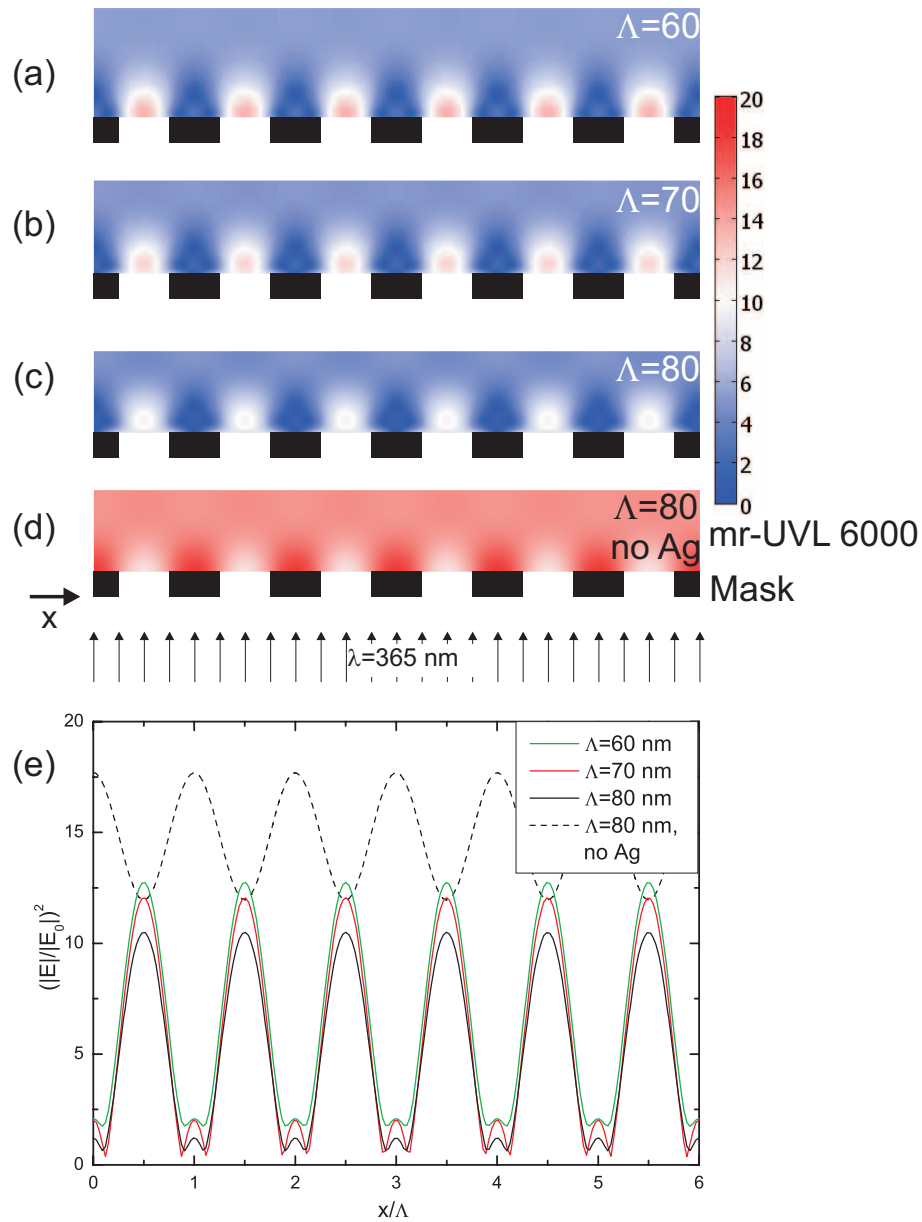 (a)
Λ=60
(b)
Λ=70
(c)
Λ=80
(d)
Λ=80
no Ag
mr-UVL 6000
Mask
x
λ=365 nm
20
18
16
14
12
10
8
6
4
2
0
(e)
20
15
10
5
0
(|E|/|E₀|)²
Λ=60 nm
Λ=70 nm
Λ=80 nm
Λ=80 nm,
no Ag
0 1 2 3 4 5 6
x/Λ